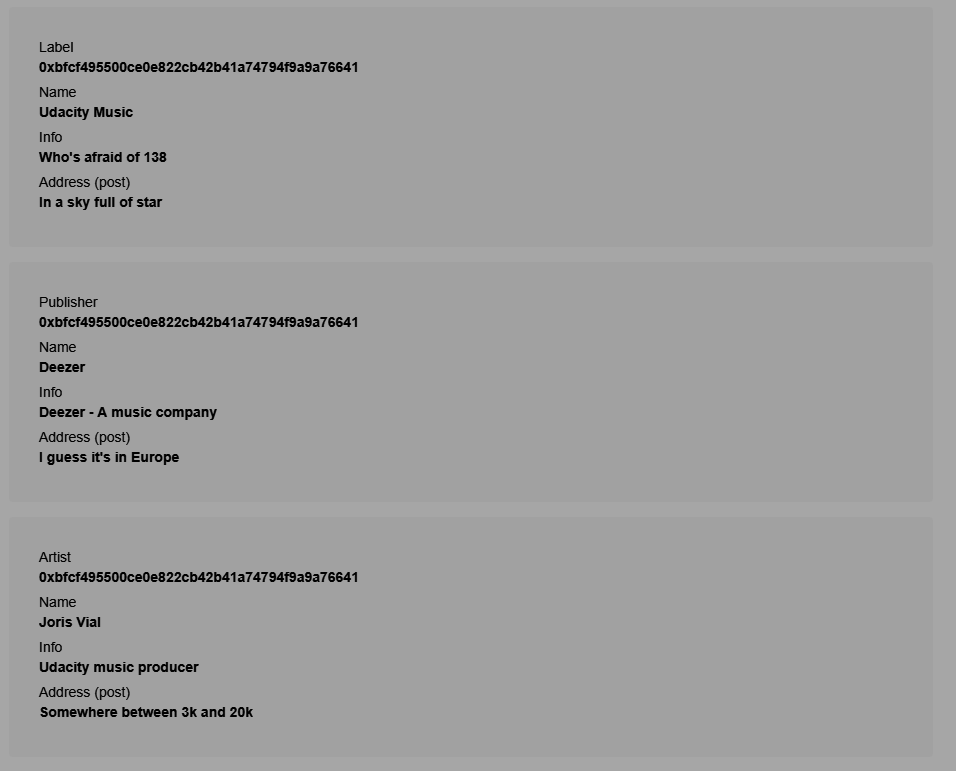 Label
0xbfcf495500ce0e822cb42b41a74794f9a9a76641
Name
Udacity Music
Info
Who's afraid of 138
Address (post)
In a sky full of star
Publisher
0xbfcf495500ce0e822cb42b41a74794f9a9a76641
Name
Deezer
Info
Deezer - A music company
Address (post)
I guess it's in Europe
Artist
0xbfcf495500ce0e822cb42b41a74794f9a9a76641
Name
Joris Vial
Info
Udacity music producer
Address (post)
Somewhere between 3k and 20k